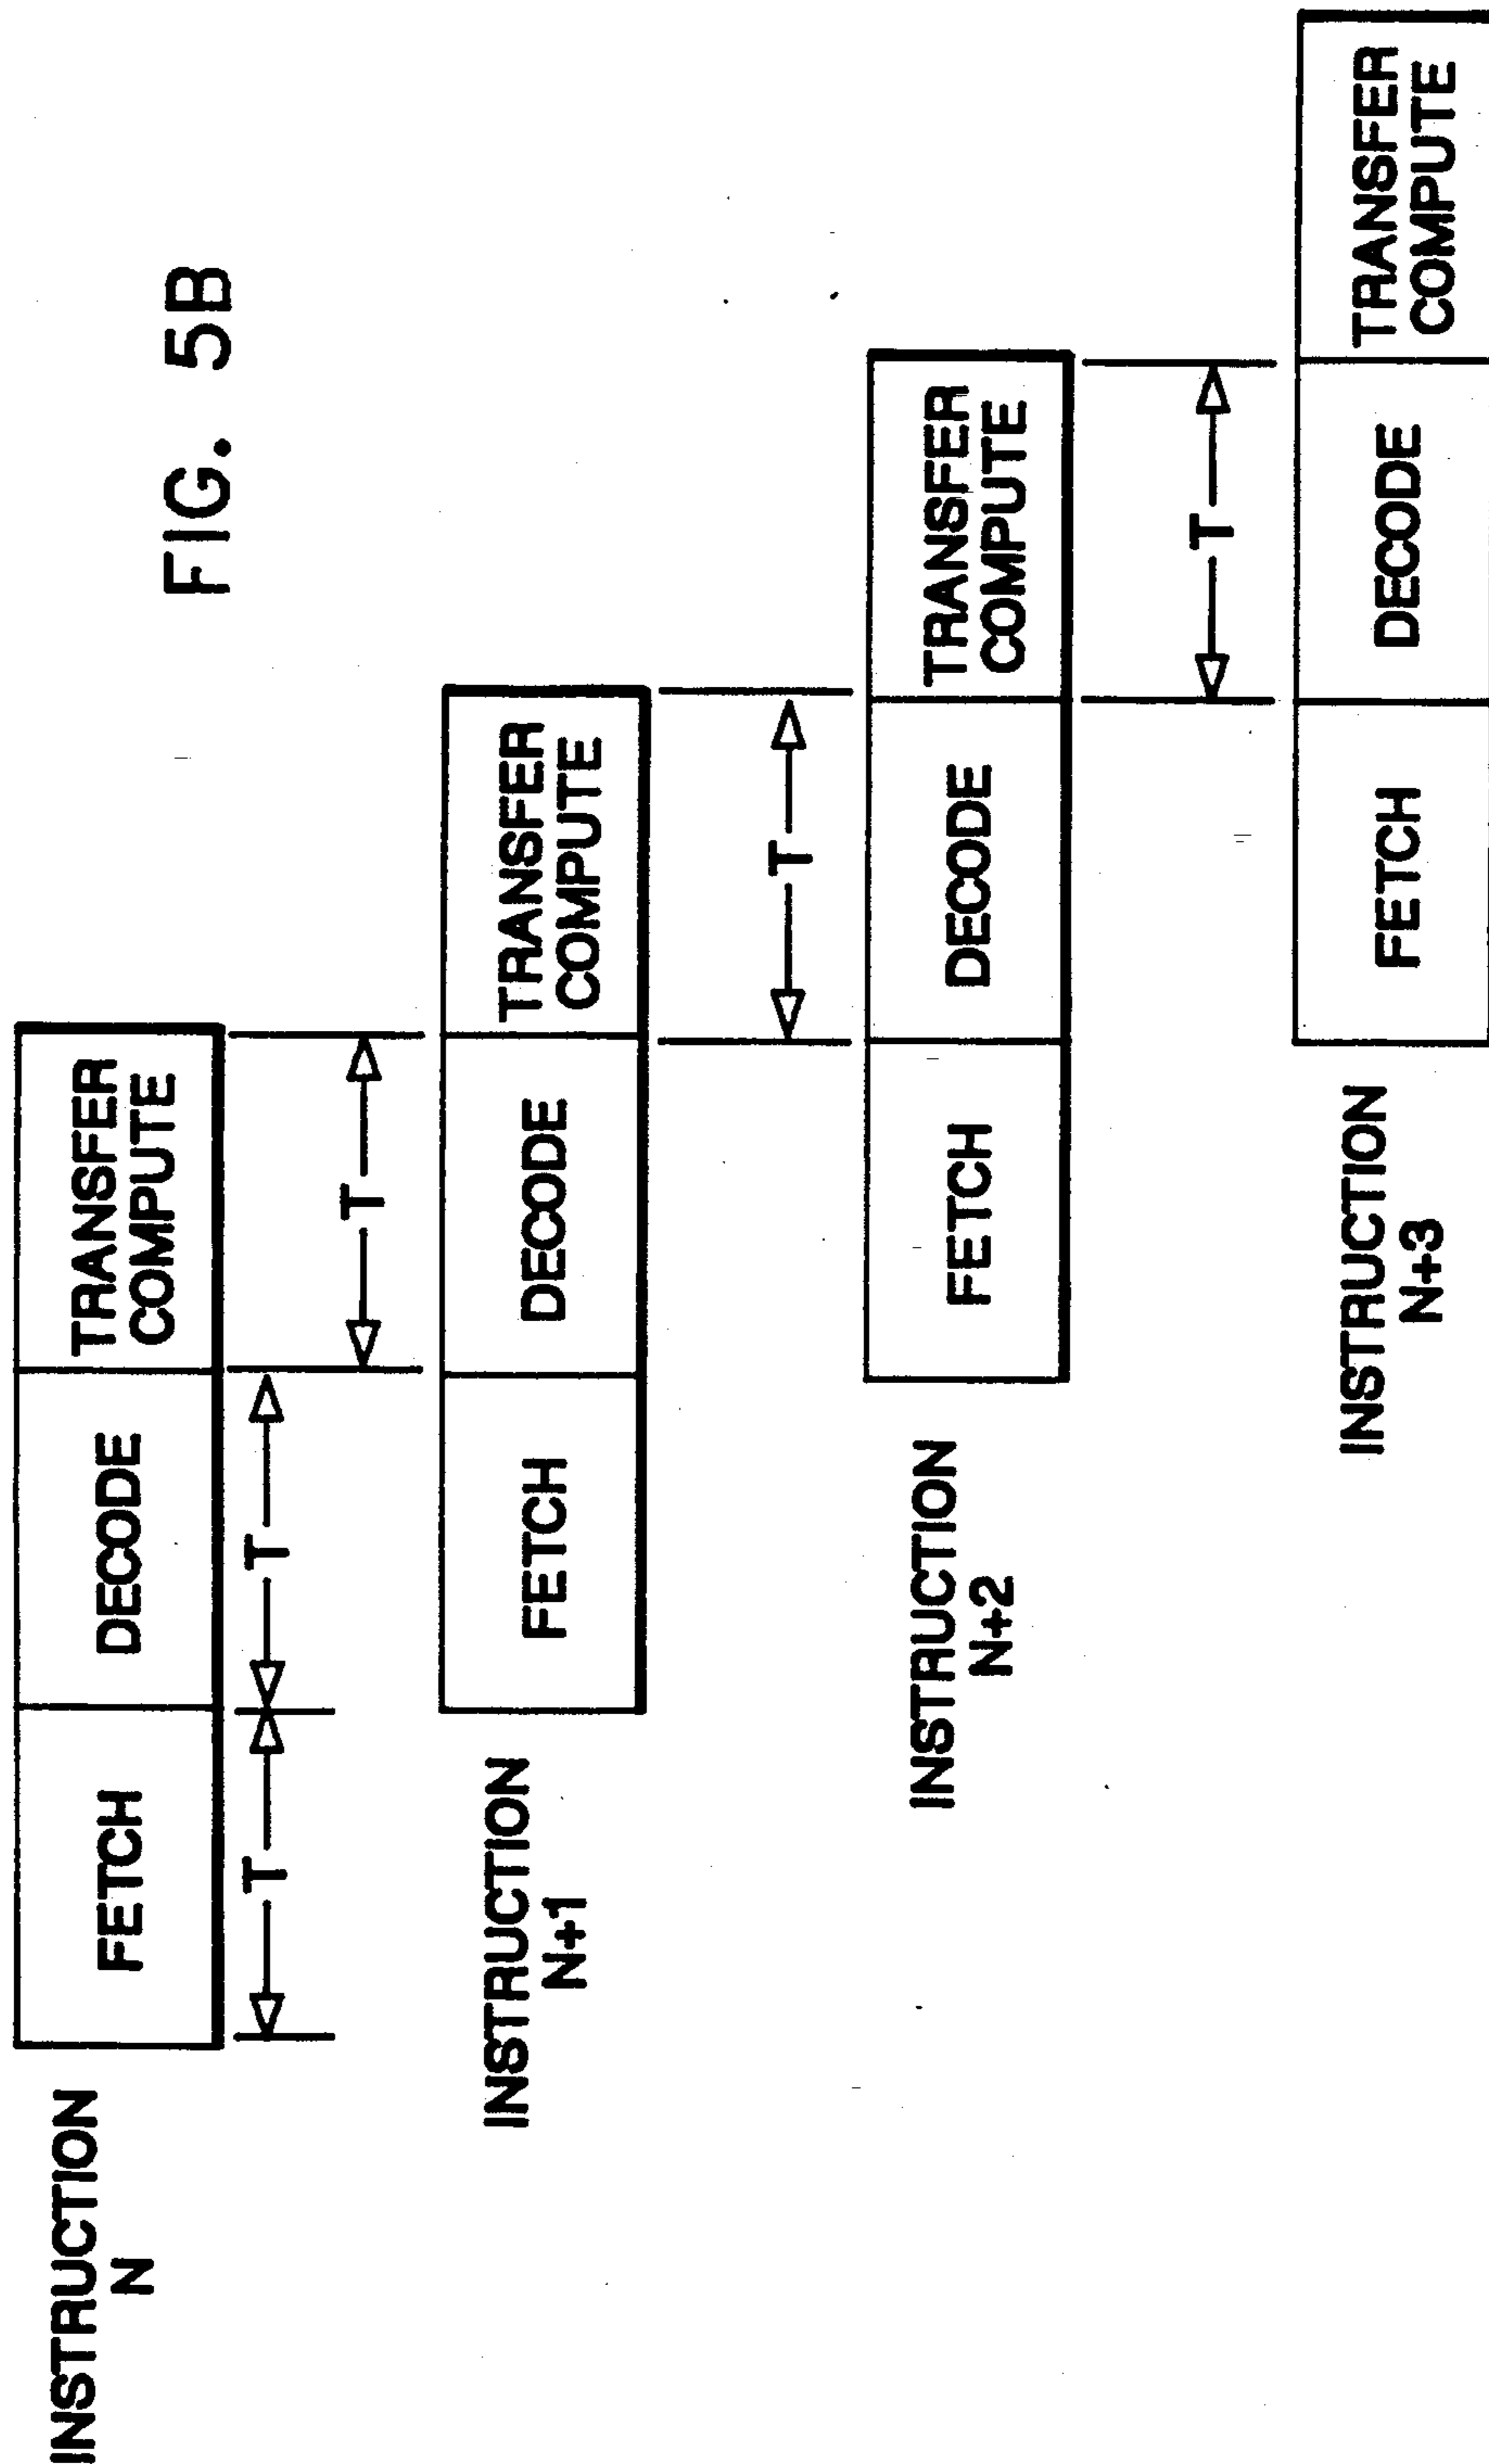 FIG. 5B
INSTRUCTION
N
FETCH
DECODE
TRANSFER
COMPUTE
T
T
T
INSTRUCTION
N+1
FETCH
DECODE
TRANSFER
COMPUTE
T
INSTRUCTION
N+2
FETCH
DECODE
TRANSFER
COMPUTE
T
INSTRUCTION
N+3
FETCH
DECODE
TRANSFER
COMPUTE